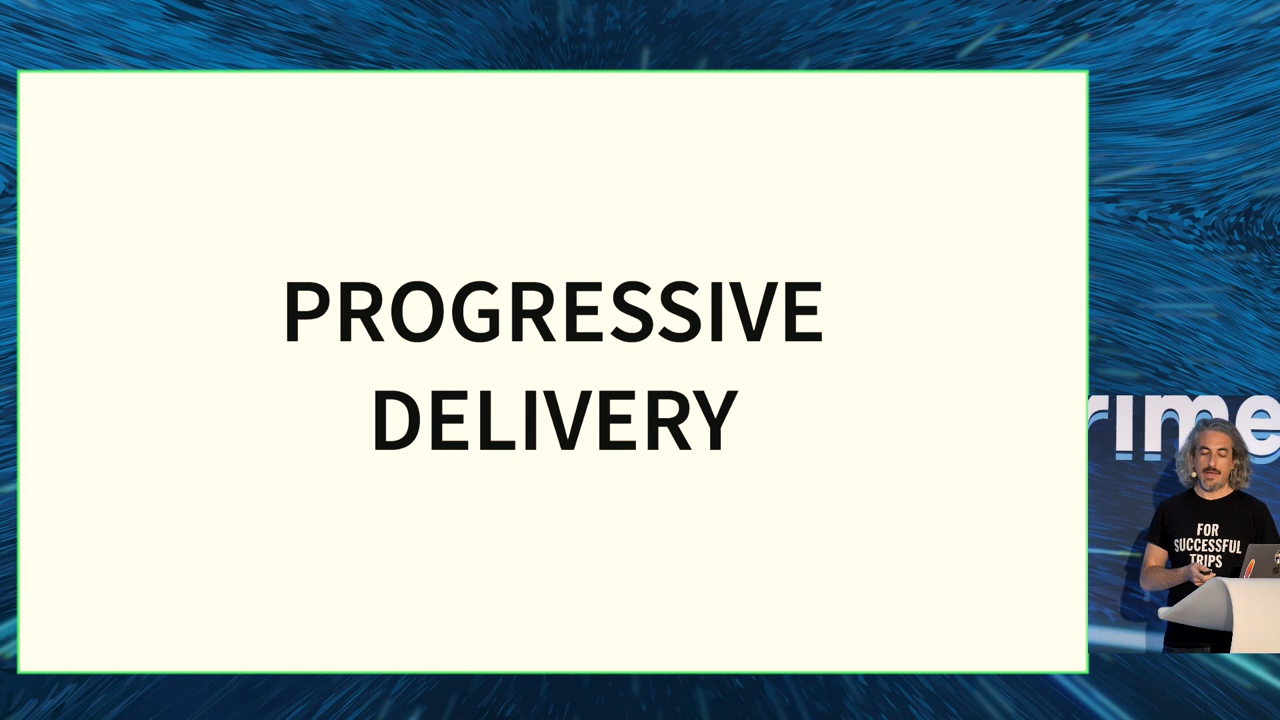 PROGRESSIVE
DELIVERY
rime
FOR
SUCCESSFUL
TRIPS